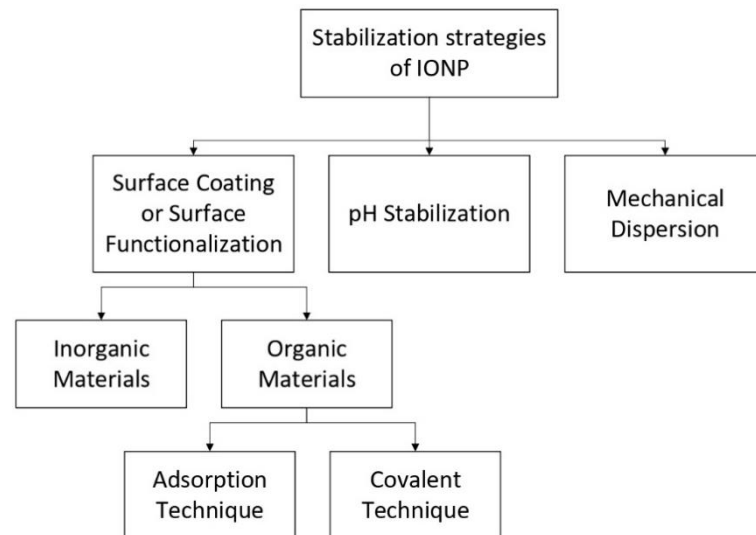 Stabilization strategies
of IONP
Surface Coating
or Surface
Functionalization
pH Stabilization
Mechanical
Dispersion
Inorganic
Materials
Organic
Materials
Adsorption
Technique
Covalent
Technique